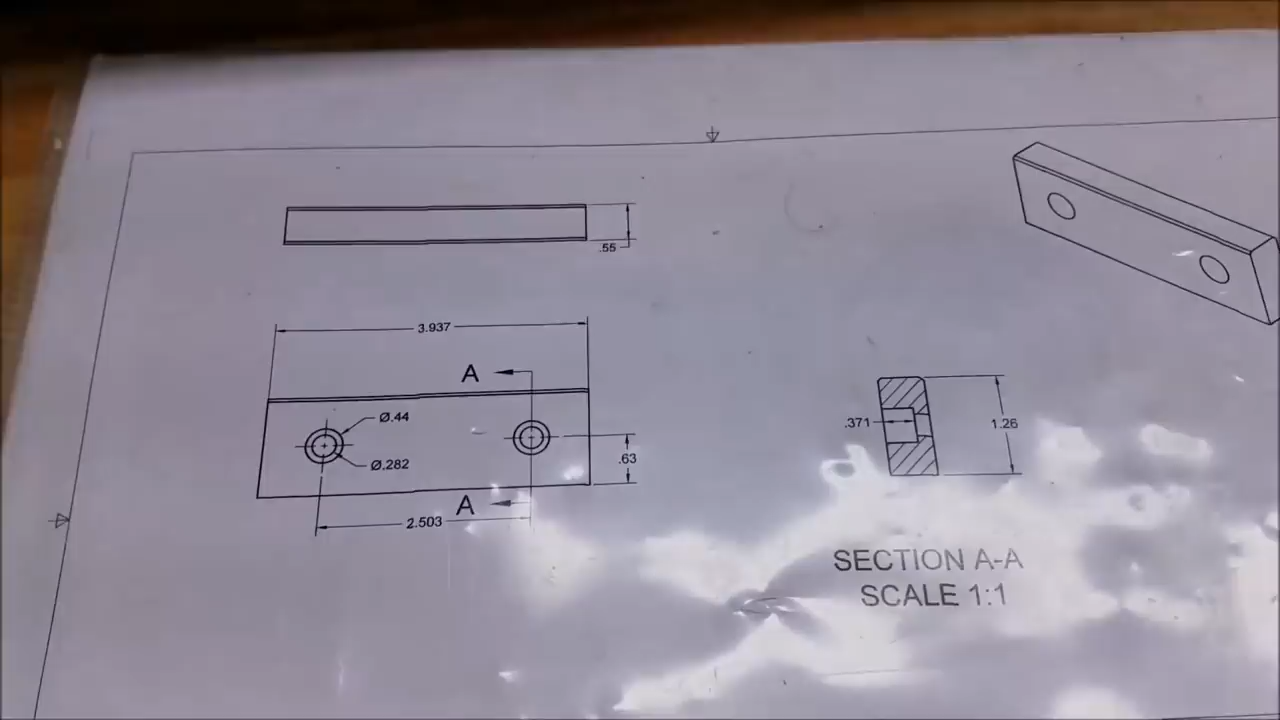 .55
3.937
A
Ø.44
Ø.282
.63
A
2.503
.371
1.26
SECTION A-A
SCALE 1:1